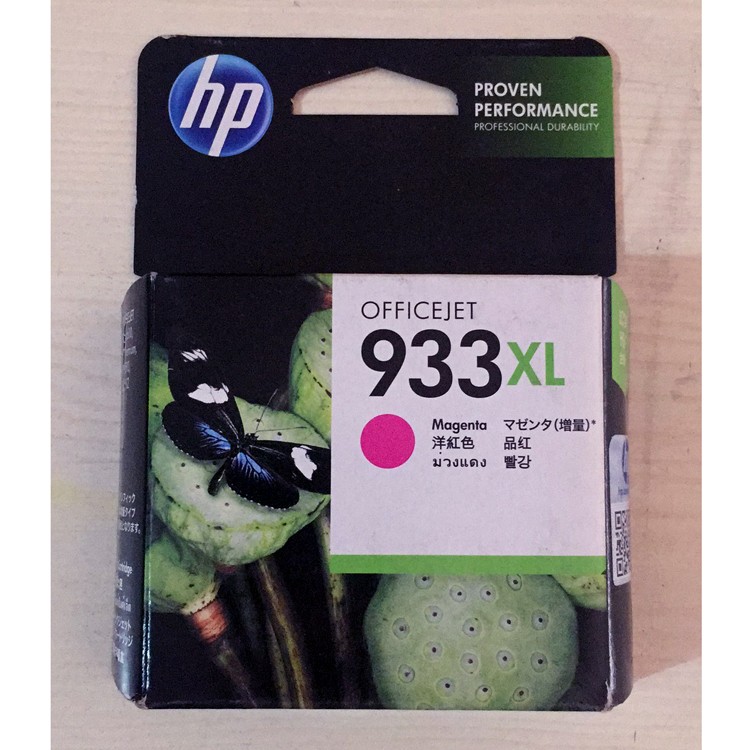 hp
PROVEN
PERFORMANCE
PROFESSIONAL DURABILITY
OFFICEJET
933XL
Magenta マゼンタ(増量)*
洋紅色 品红
ม่วงแดง 빨강